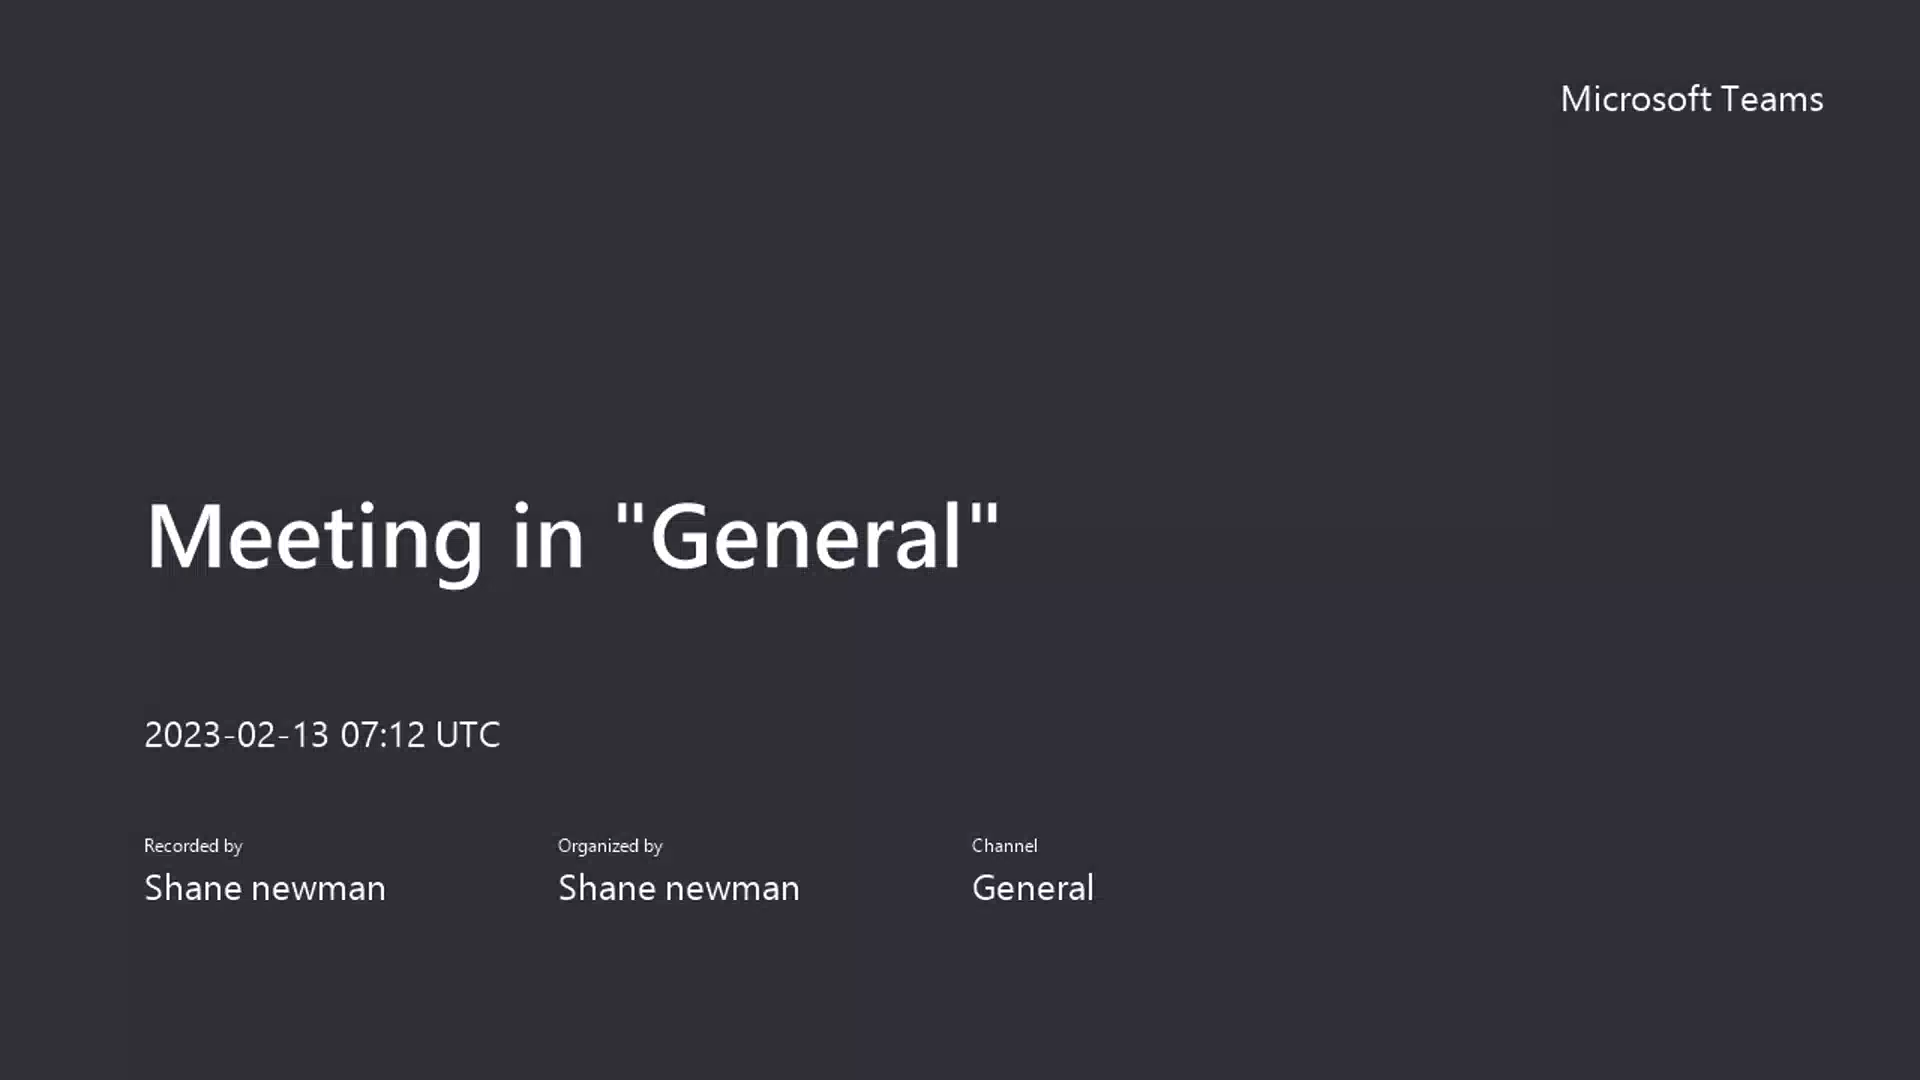 Microsoft Teams
Meeting in "General"
2023-02-13 07:12 UTC
Recorded by
Shane newman
Organized by
Shane newman
Channel
General